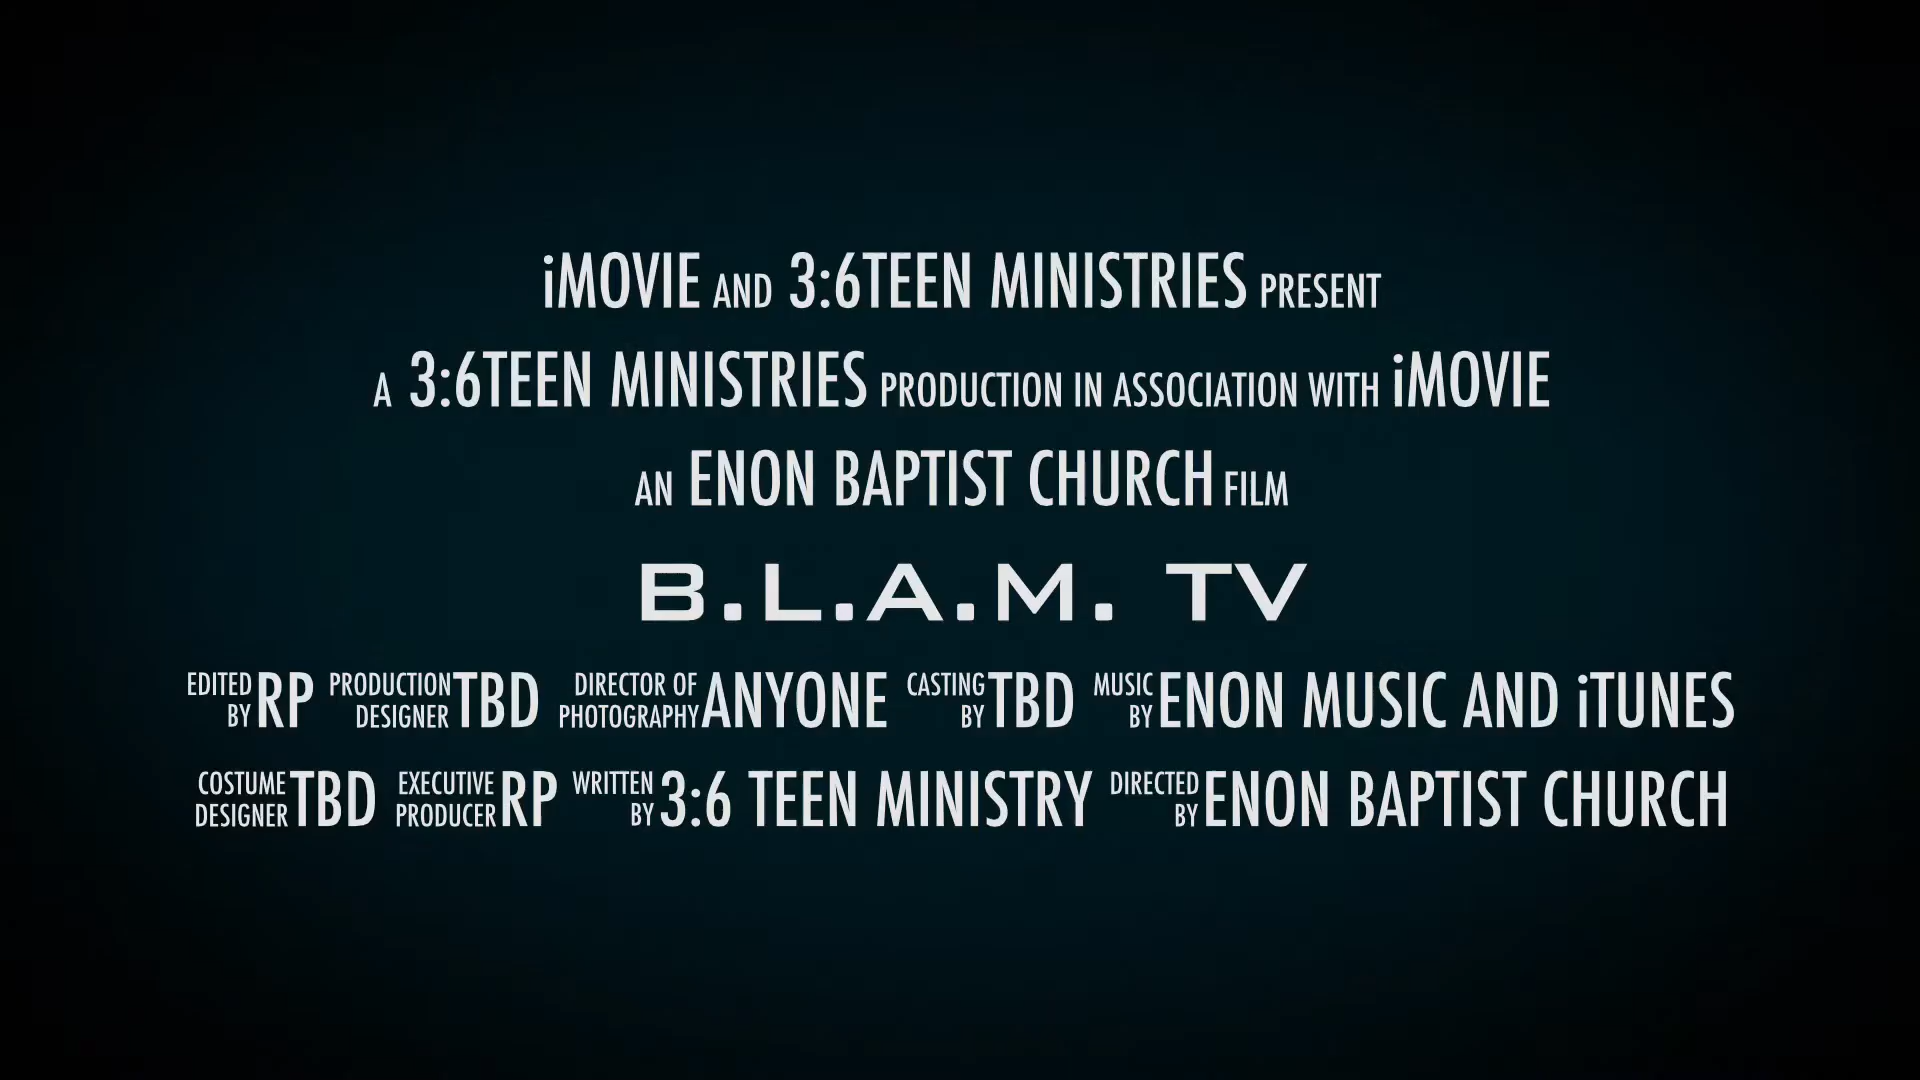 iMOVIE AND 3:6TEEN MINISTRIES PRESENT
A 3:6TEEN MINISTRIES PRODUCTION IN ASSOCIATION WITH iMOVIE
AN ENON BAPTIST CHURCH FILM
B.L.A.M. TV
EDITED BY RP PRODUCTION DESIGNER TBD DIRECTOR OF PHOTOGRAPHY ANYONE CASTING BY TBD MUSIC BY ENON MUSIC AND iTUNES
COSTUME DESIGNER TBD EXECUTIVE PRODUCER RP WRITTEN BY 3:6 TEEN MINISTRY DIRECTED BY ENON BAPTIST CHURCH